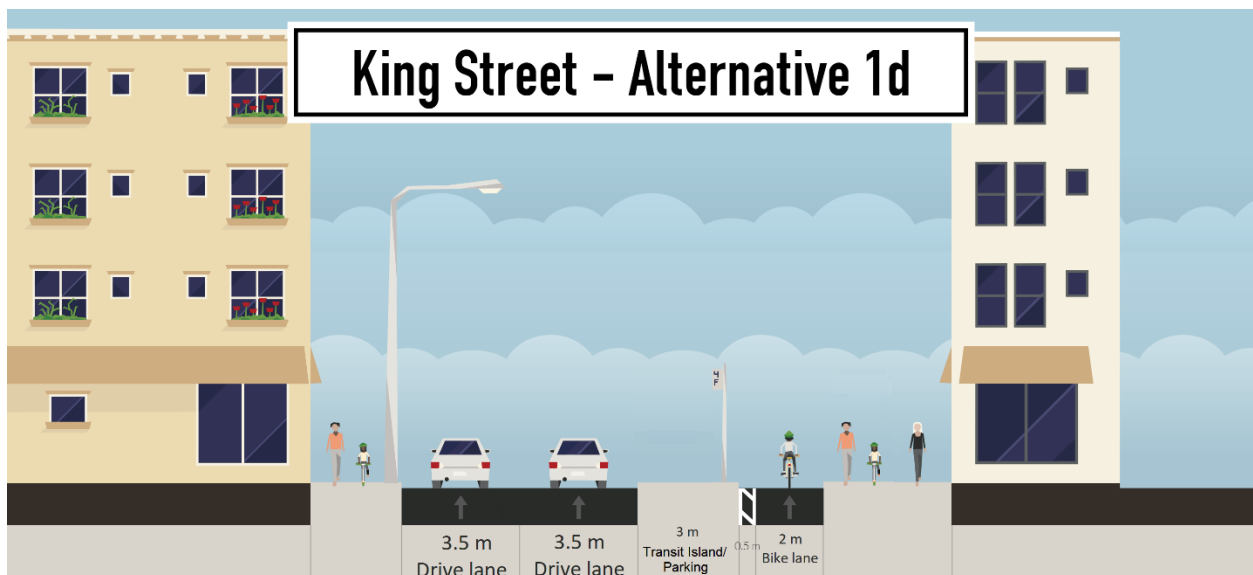 King Street – Alternative 1d
3.5 m
Drive lane
3.5 m
Drive lane
3 m
Transit Island/
Parking
0.5 m
2 m
Bike lane